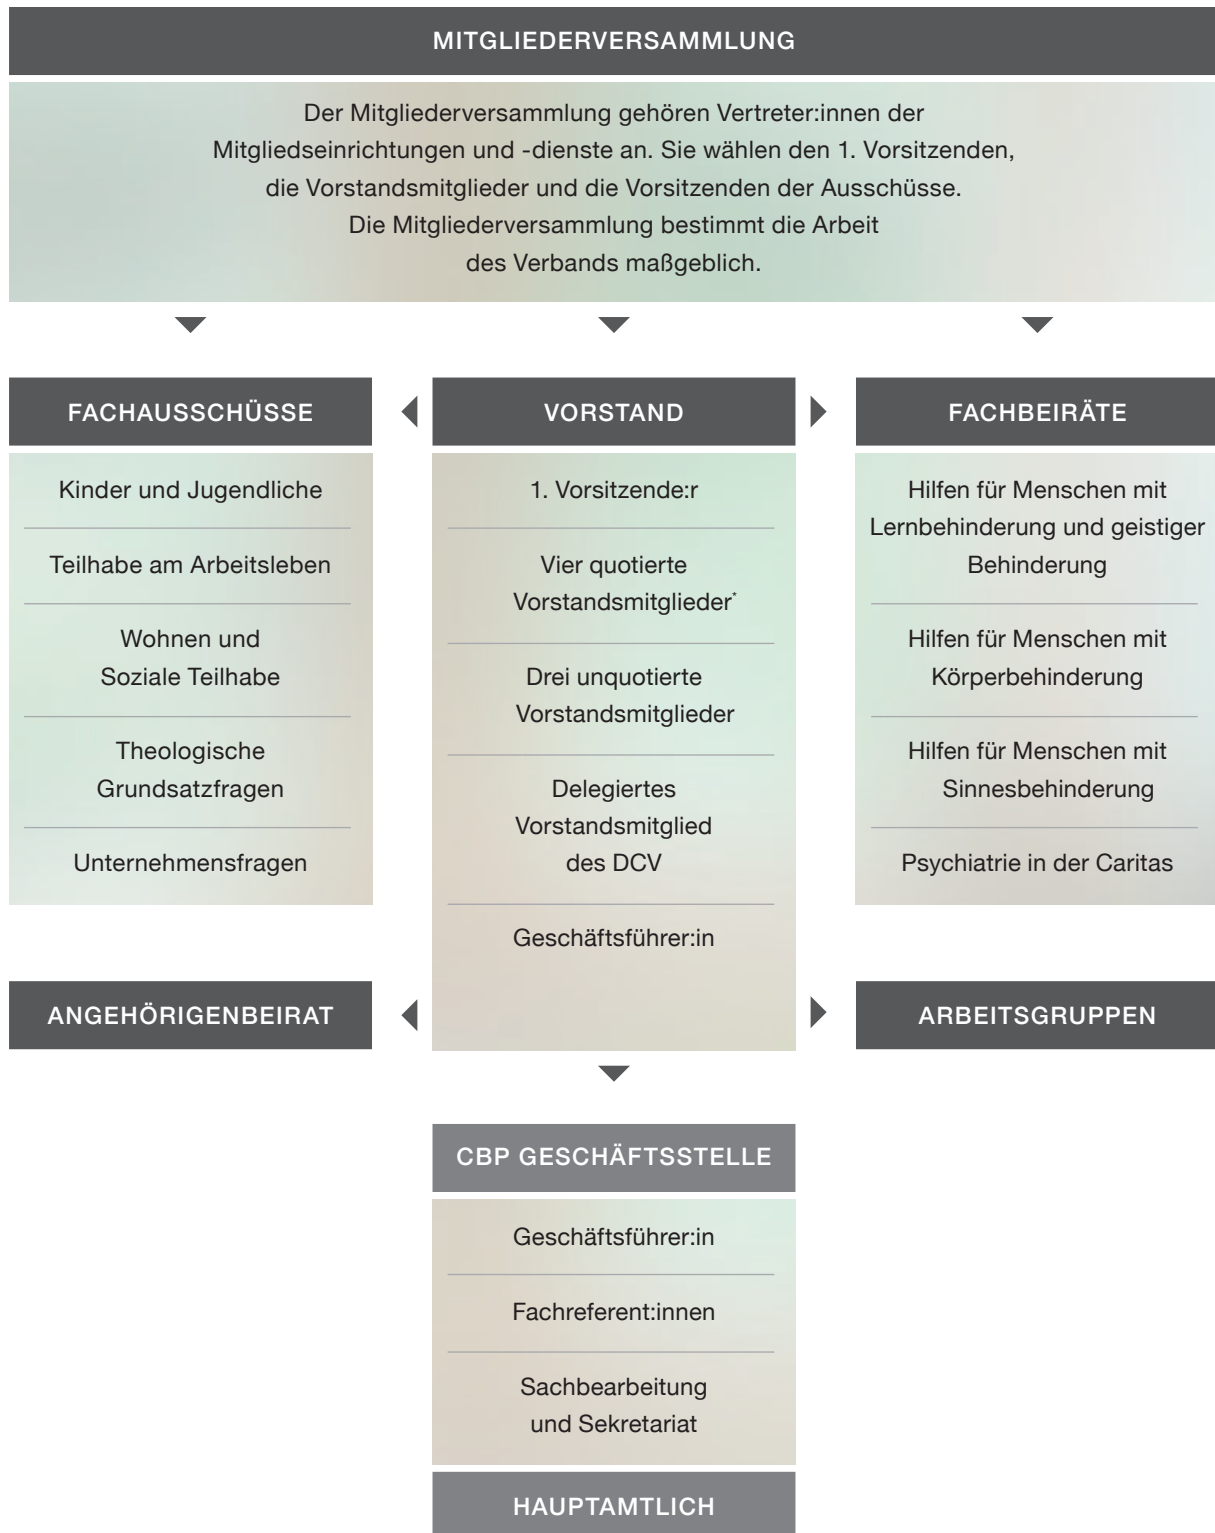 MITGLIEDERVERSAMMLUNG
Der Mitgliederversammlung gehören Vertreter:innen der
Mitgliedseinrichtungen und -dienste an. Sie wählen den 1. Vorsitzenden,
die Vorstandsmitglieder und die Vorsitzenden der Ausschüsse.
Die Mitgliederversammlung bestimmt die Arbeit
des Verbands maßgeblich.
FACHAUSSCHÜSSE
Kinder und Jugendliche
Teilhabe am Arbeitsleben
Wohnen und
Soziale Teilhabe
Theologische
Grundsatzfragen
Unternehmensfragen
VORSTAND
1. Vorsitzende:r
Vier quotierte
Vorstandsmitglieder*
Drei unquotierte
Vorstandsmitglieder
Delegiertes
Vorstandsmitglied
des DCV
Geschäftsführer:in
FACHBEIRÄTE
Hilfen für Menschen mit
Lernbehinderung und geistiger
Behinderung
Hilfen für Menschen mit
Körperbehinderung
Hilfen für Menschen mit
Sinnesbehinderung
Psychiatrie in der Caritas
ANGEHÖRIGENBEIRAT
ARBEITSGRUPPEN
CBP GESCHÄFTSSTELLE
Geschäftsführer:in
Fachreferent:innen
Sachbearbeitung
und Sekretariat
HAUPTAMTLICH